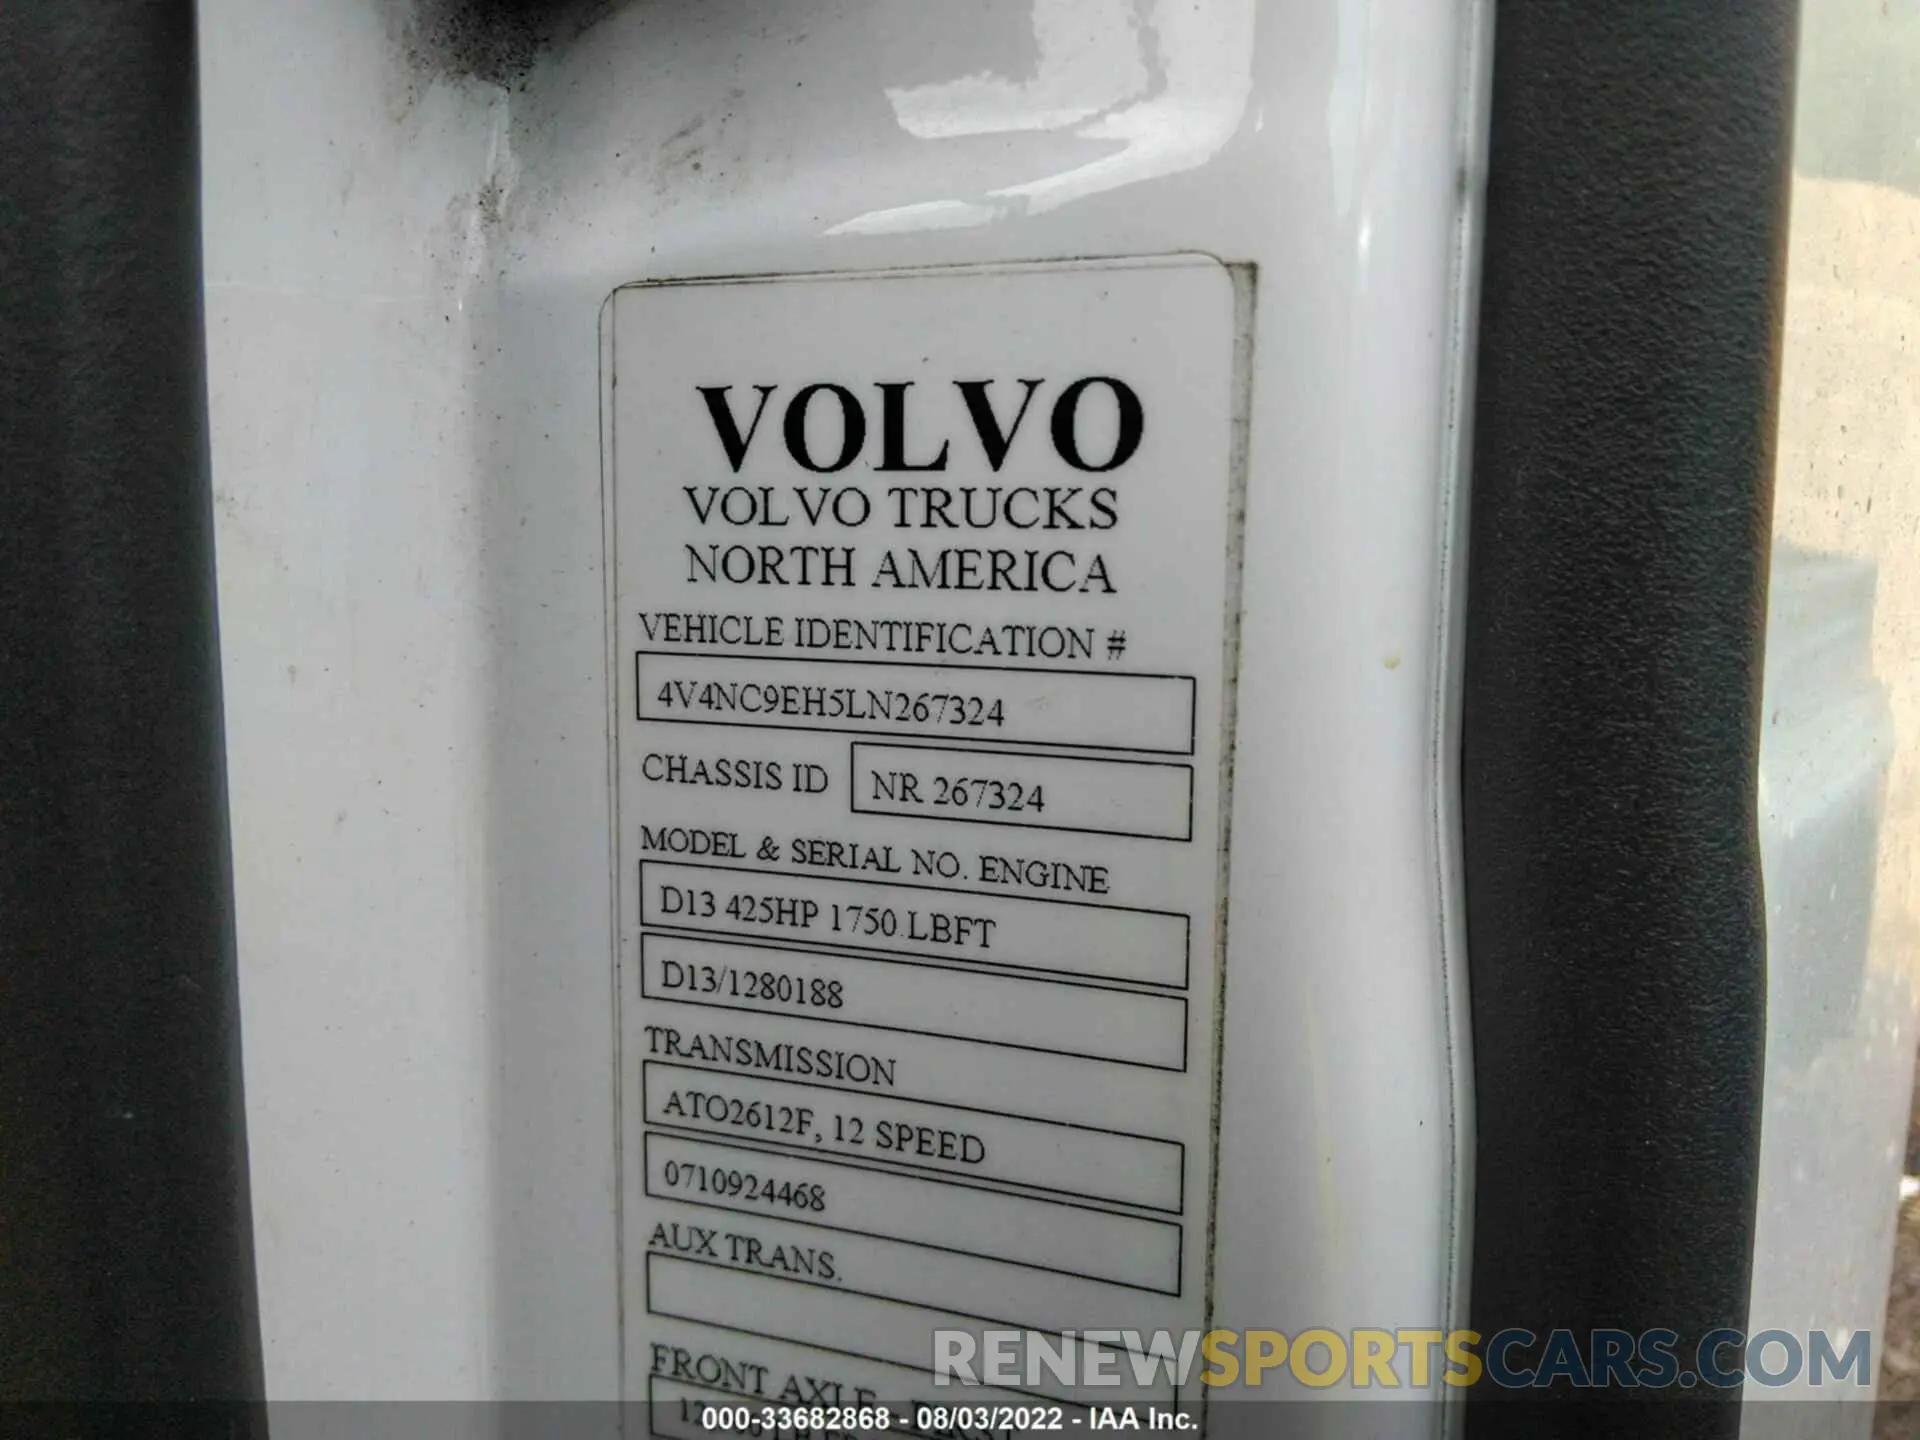 VOLVO
VOLVO TRUCKS
NORTH AMERICA
VEHICLE IDENTIFICATION #
4V4NC9EH5LN267324
CHASSIS ID NR 267324
MODEL & SERIAL NO. ENGINE
D13 425HP 1750 LBFT
D13/1280188
TRANSMISSION
ATO2612F, 12 SPEED
0710924468
AUX TRANS.
FRONT AXLE
RENEWSPORTSCARS.COM
000-33682868 - 08/03/2022 - IAA Inc.